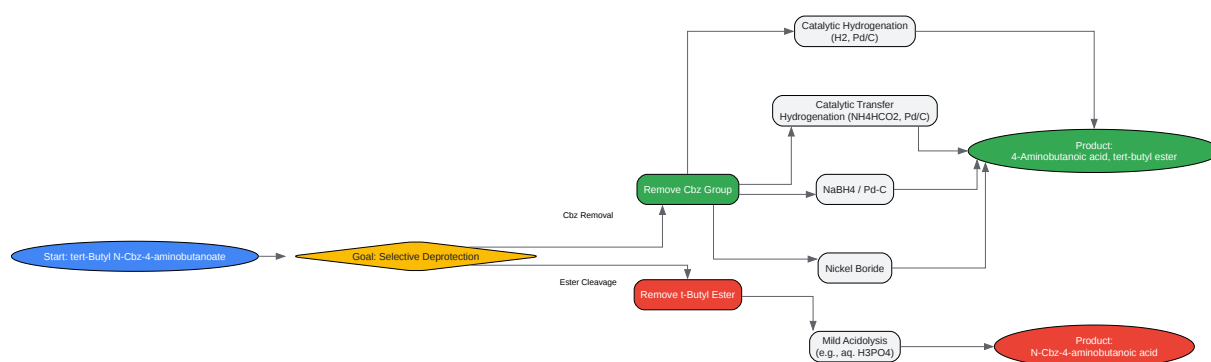 Catalytic Hydrogenation
(H2, Pd/C)
Catalytic Transfer
Hydrogenation (NH4HCO2, Pd/C)
Product:
4-Aminobutanoic acid, tert-butyl ester
Remove Cbz Group
NaBH4 / Pd-C
Cbz Removal
Start: tert-Butyl N-Cbz-4-aminobutanoate
Goal: Selective Deprotection
Nickel Boride
Ester Cleavage
Remove t-Butyl Ester
Mild Acidolysis
(e.g., aq. H3PO4)
Product:
N-Cbz-4-aminobutanoic acid